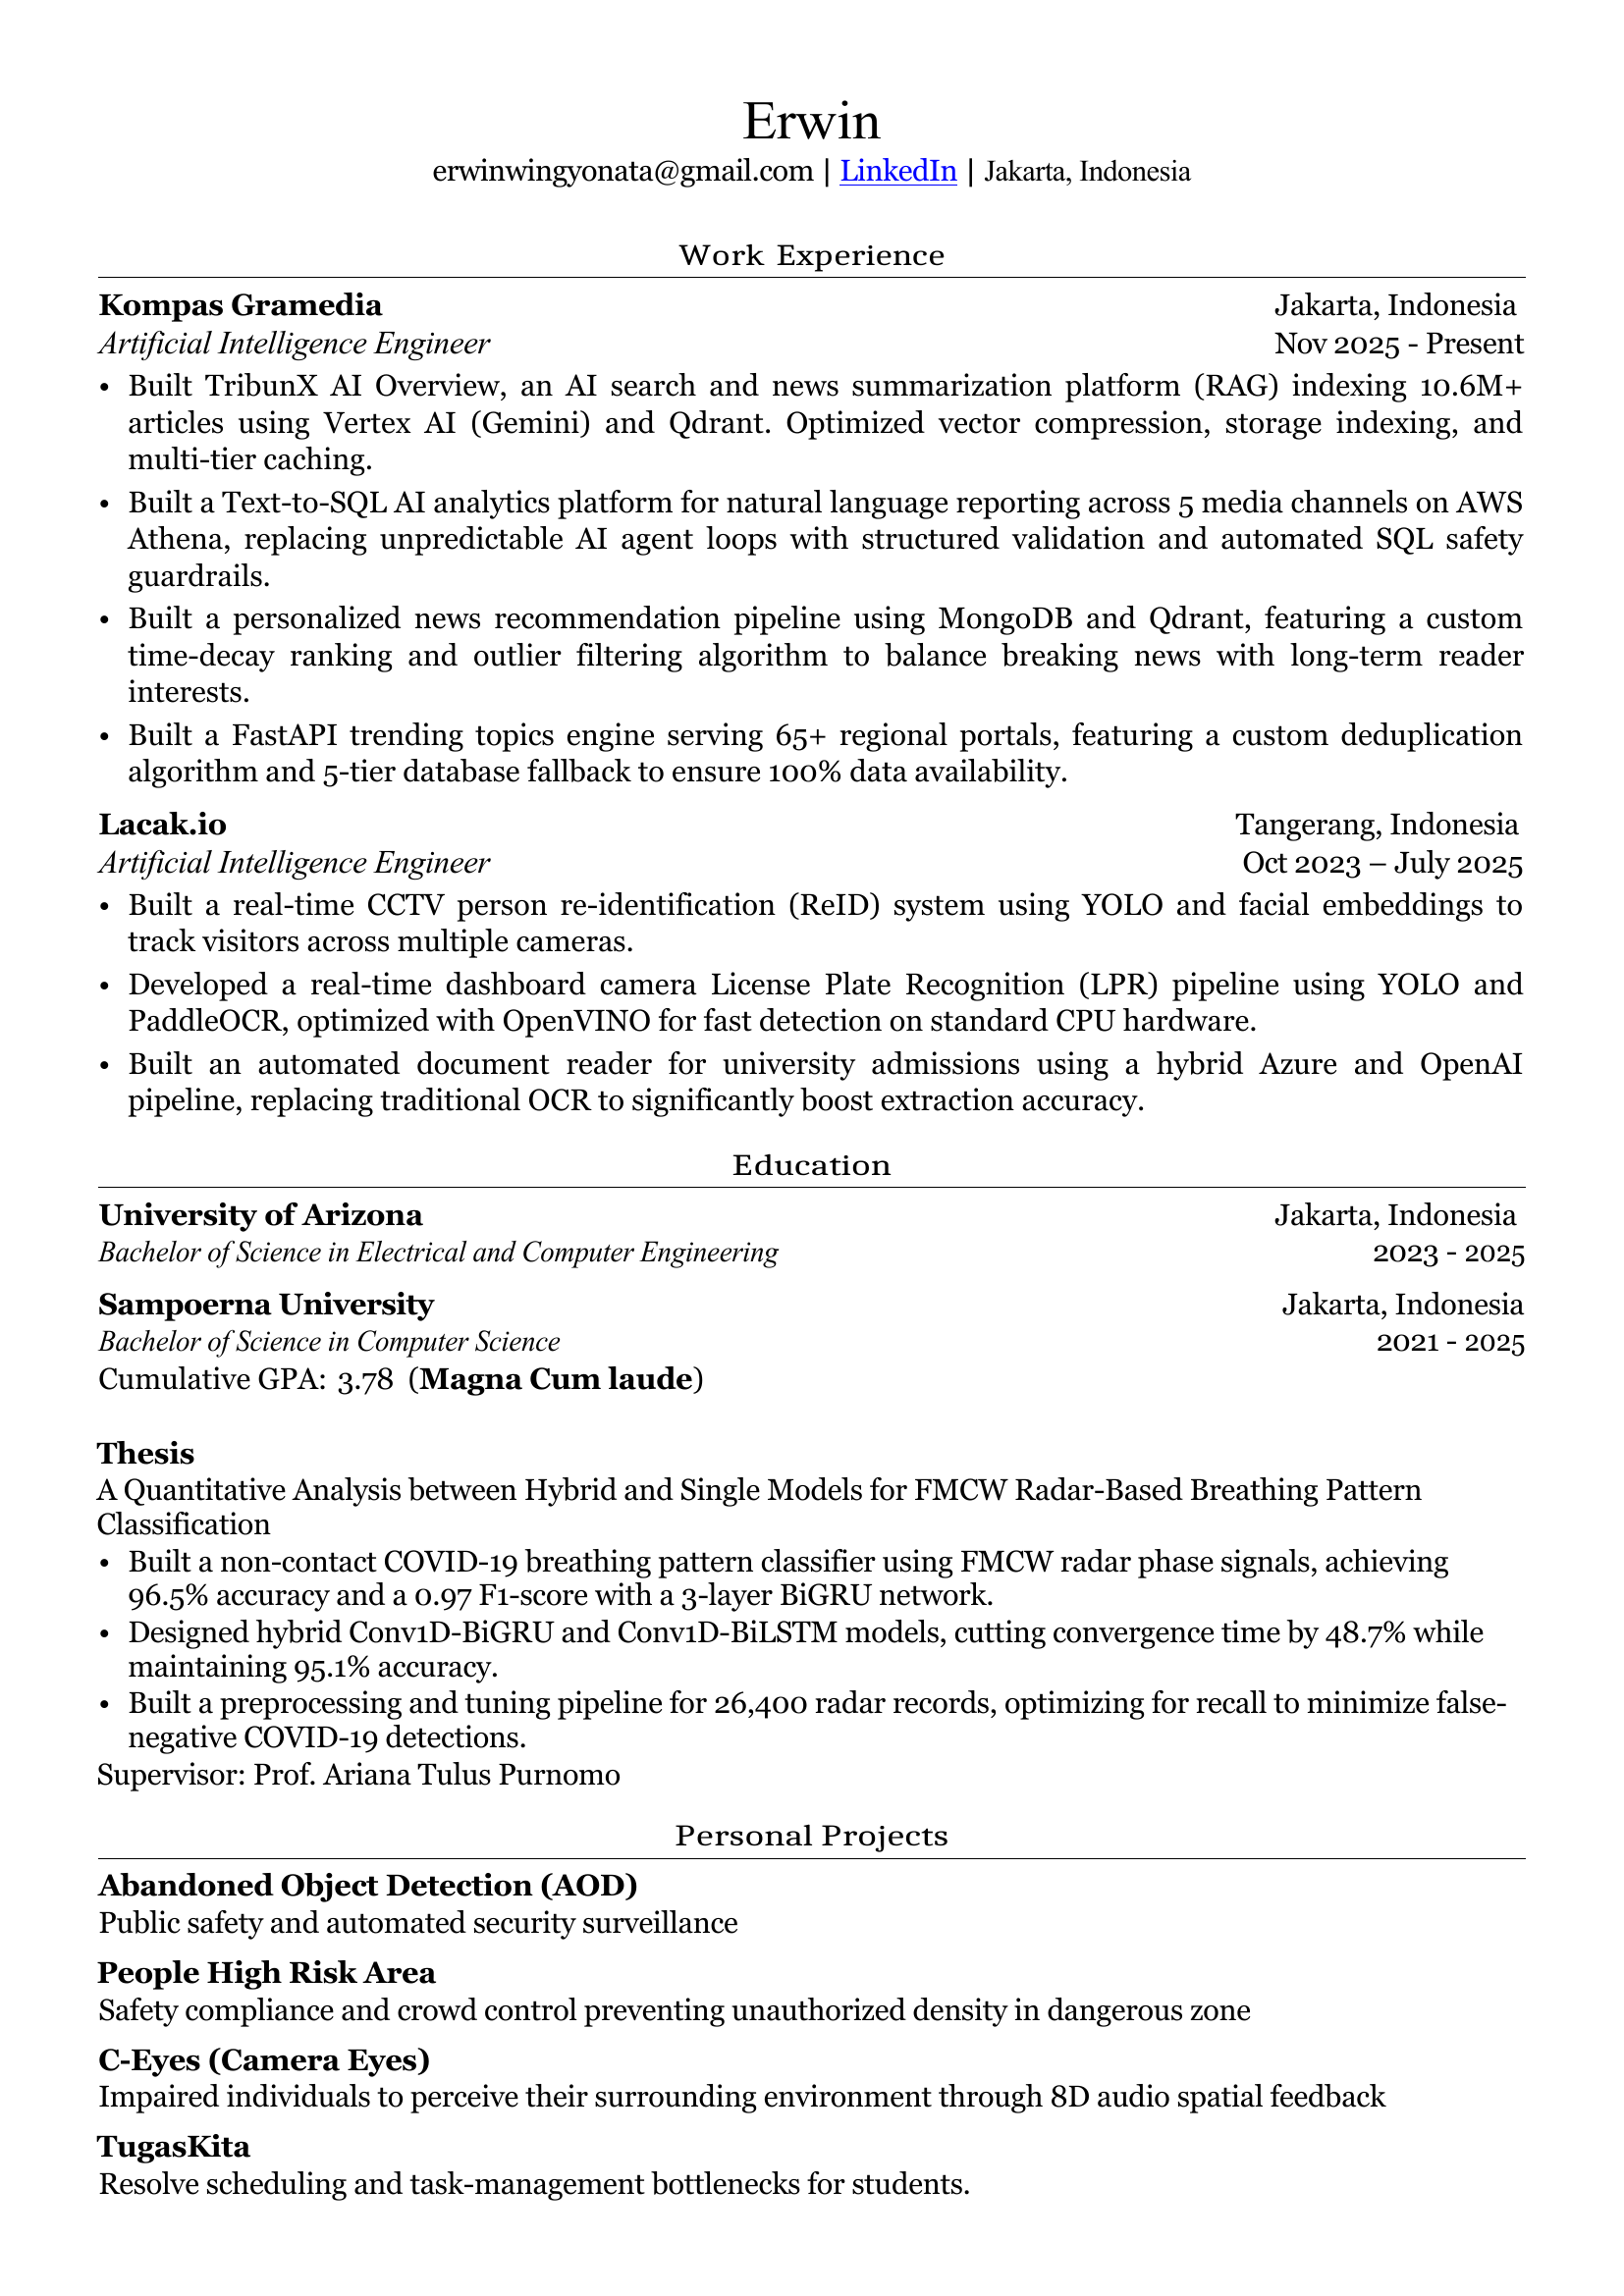 Erwin
erwinwingyonata@gmail.com | LinkedIn | Jakarta, Indonesia
Work Experience
Kompas Gramedia Jakarta, Indonesia
Artificial Intelligence Engineer Nov 2025 - Present
• Built TribunX AI Overview, an AI search and news summarization platform (RAG) indexing 10.6M+
articles using Vertex AI (Gemini) and Qdrant. Optimized vector compression, storage indexing, and
multi-tier caching.
• Built a Text-to-SQL AI analytics platform for natural language reporting across 5 media channels on AWS
Athena, replacing unpredictable AI agent loops with structured validation and automated SQL safety
guardrails.
• Built a personalized news recommendation pipeline using MongoDB and Qdrant, featuring a custom
time-decay ranking and outlier filtering algorithm to balance breaking news with long-term reader
interests.
• Built a FastAPI trending topics engine serving 65+ regional portals, featuring a custom deduplication
algorithm and 5-tier database fallback to ensure 100% data availability.
Lacak.io Tangerang, Indonesia
Artificial Intelligence Engineer Oct 2023 – July 2025
• Built a real-time CCTV person re-identification (ReID) system using YOLO and facial embeddings to
track visitors across multiple cameras.
• Developed a real-time dashboard camera License Plate Recognition (LPR) pipeline using YOLO and
PaddleOCR, optimized with OpenVINO for fast detection on standard CPU hardware.
• Built an automated document reader for university admissions using a hybrid Azure and OpenAI
pipeline, replacing traditional OCR to significantly boost extraction accuracy.
Education
University of Arizona Jakarta, Indonesia
Bachelor of Science in Electrical and Computer Engineering 2023 - 2025
Sampoerna University Jakarta, Indonesia
Bachelor of Science in Computer Science 2021 - 2025
Cumulative GPA: 3.78 (Magna Cum laude)
Thesis
A Quantitative Analysis between Hybrid and Single Models for FMCW Radar-Based Breathing Pattern
Classification
• Built a non-contact COVID-19 breathing pattern classifier using FMCW radar phase signals, achieving
96.5% accuracy and a 0.97 F1-score with a 3-layer BiGRU network.
• Designed hybrid Conv1D-BiGRU and Conv1D-BiLSTM models, cutting convergence time by 48.7% while
maintaining 95.1% accuracy.
• Built a preprocessing and tuning pipeline for 26,400 radar records, optimizing for recall to minimize false-
negative COVID-19 detections.
Supervisor: Prof. Ariana Tulus Purnomo
Personal Projects
Abandoned Object Detection (AOD)
Public safety and automated security surveillance
People High Risk Area
Safety compliance and crowd control preventing unauthorized density in dangerous zone
C-Eyes (Camera Eyes)
Impaired individuals to perceive their surrounding environment through 8D audio spatial feedback
TugasKita
Resolve scheduling and task-management bottlenecks for students.